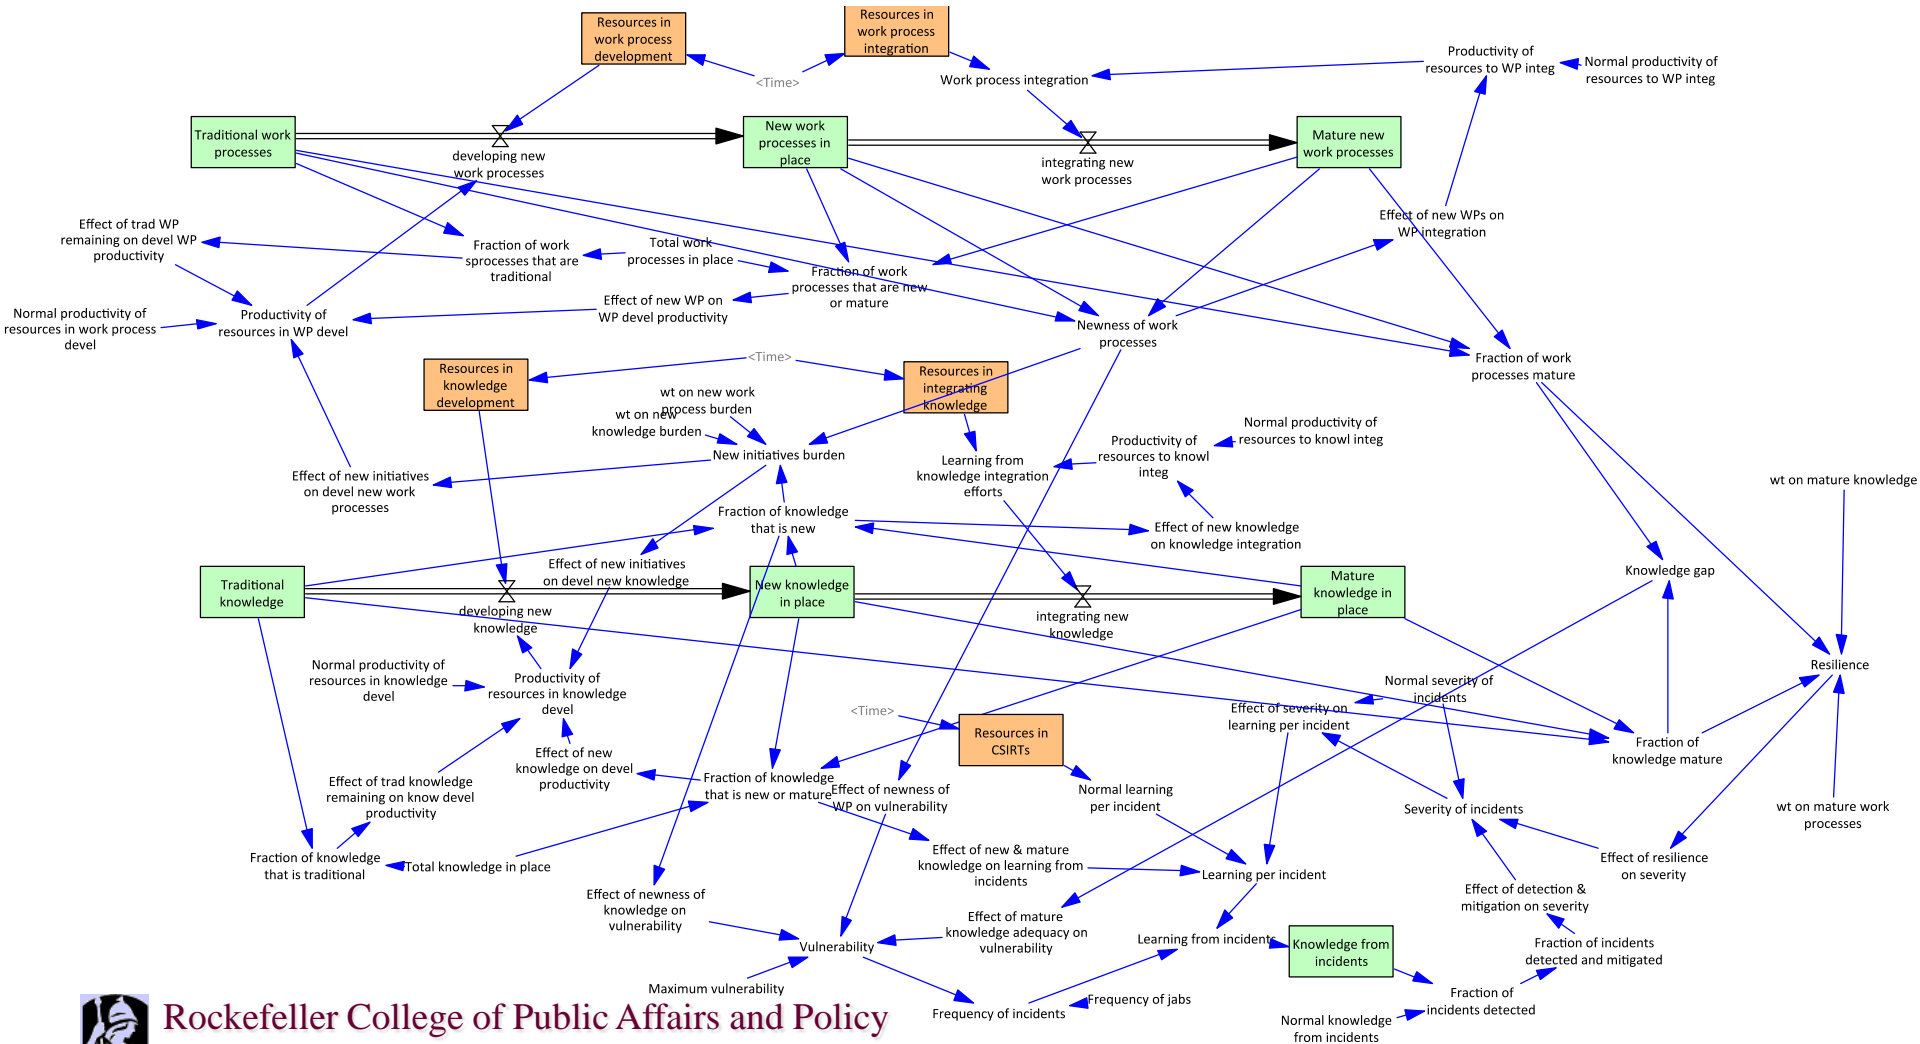 Resources in
work process
development
Resources in
work process
integration
<Time>
Work process integration
Productivity of
resources to WP integ
Normal productivity of
resources to WP integ
Traditional work
processes
developing new
work processes
New work
processes in
place
integrating new
work processes
Mature new
work processes
Effect of trad WP
remaining on devel WP
productivity
Fraction of work
sprocesses that are
traditional
Total work
processes in place
Fraction of work
processes that are new
or mature
Effect of new WPs on
WP integration
Normal productivity of
resources in work process
devel
Productivity of
resources in WP devel
Effect of new WP on
WP devel productivity
Newness of work
processes
Fraction of work
processes mature
<Time>
Resources in
knowledge
development
Resources in
integrating
knowledge
wt on new work
process burden
wt on new
knowledge burden
New initiatives burden
Normal productivity of
resources to knowl integ
Productivity of
resources to knowl
integ
Learning from
knowledge integration
efforts
Effect of new initiatives
on devel new work
processes
wt on mature knowledge
Fraction of knowledge
that is new
Effect of new knowledge
on knowledge integration
Effect of new initiatives
on devel new knowledge
Traditional
knowledge
developing new
knowledge
New knowledge
in place
integrating new
knowledge
Mature
knowledge in
place
Knowledge gap
Resilience
Normal productivity of
resources in knowledge
devel
Productivity of
resources in knowledge
devel
Normal severity of
incidents
Effect of severity on
learning per incident
<Time>
Resources in
CSIRTs
Fraction of
knowledge mature
Effect of new
knowledge on devel
productivity
Effect of trad knowledge
remaining on know devel
productivity
Fraction of knowledge
that is new or mature
Effect of newness of
WP on vulnerability
Normal learning
per incident
Severity of incidents
wt on mature work
processes
Fraction of knowledge
that is traditional
Total knowledge in place
Effect of new & mature
knowledge on learning from
incidents
Learning per incident
Effect of resilience
on severity
Effect of newness of
knowledge on
vulnerability
Effect of detection &
mitigation on severity
Effect of mature
knowledge adequacy on
vulnerability
Vulnerability
Learning from incidents
Knowledge from
incidents
Fraction of incidents
detected and mitigated
Maximum vulnerability
Frequency of incidents
Frequency of jabs
Fraction of
incidents detected
Normal knowledge
from incidents
Rockefeller College of Public Affairs and Policy